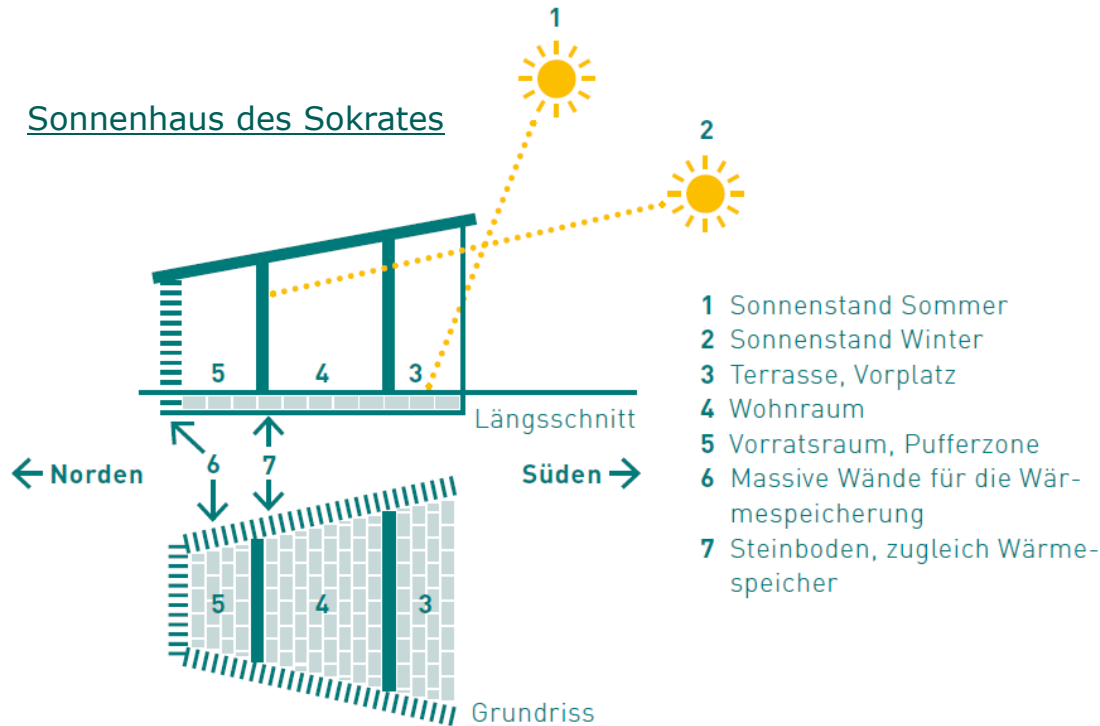 1
Sonnenhaus des Sokrates
2
1 Sonnenstand Sommer
2 Sonnenstand Winter
3 Terrasse, Vorplatz
4 Wohnraum
5 Vorratsraum, Pufferzone
6 Massive Wände für die Wär-
mespeicherung
7 Steinboden, zugleich Wärme-
speicher
5 4 3
Längsschnitt
6 7
← Norden
Süden →
5 4 3
Grundriss